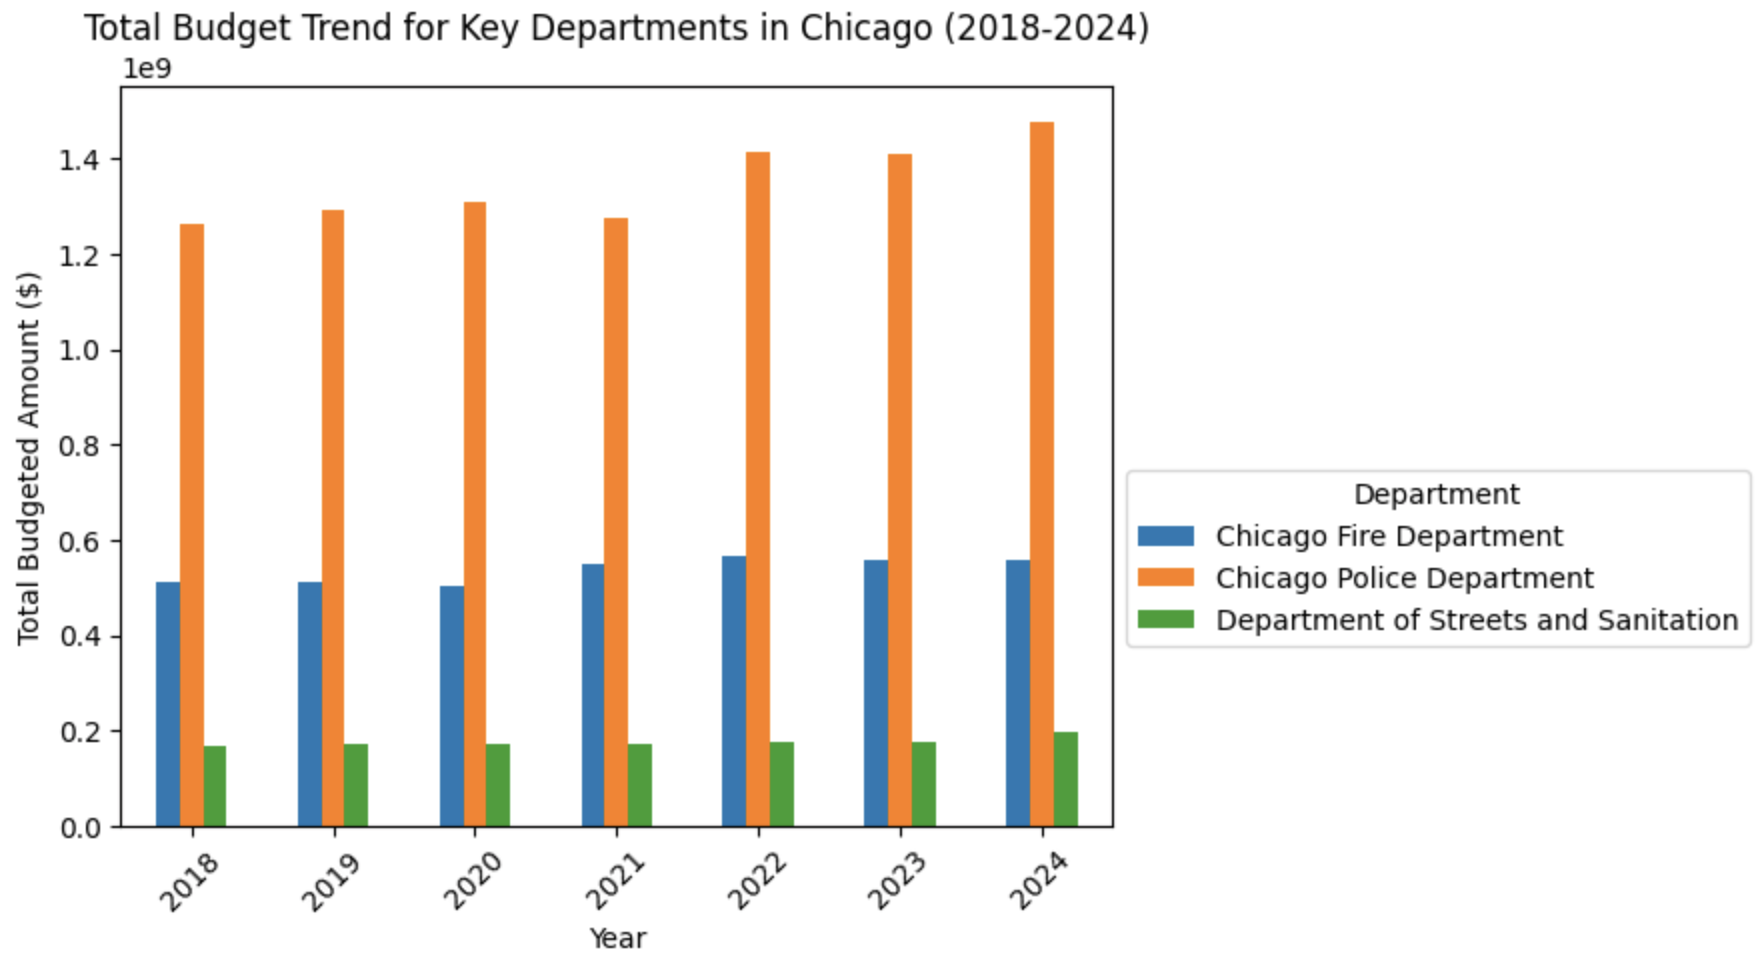 Total Budget Trend for Key Departments in Chicago (2018-2024)
1e9
1.4
1.2
1.0
0.8
0.6
0.4
0.2
0.0
Total Budgeted Amount ($)
2018
2019
2020
2021
2022
2023
2024
Year
Department
Chicago Fire Department
Chicago Police Department
Department of Streets and Sanitation